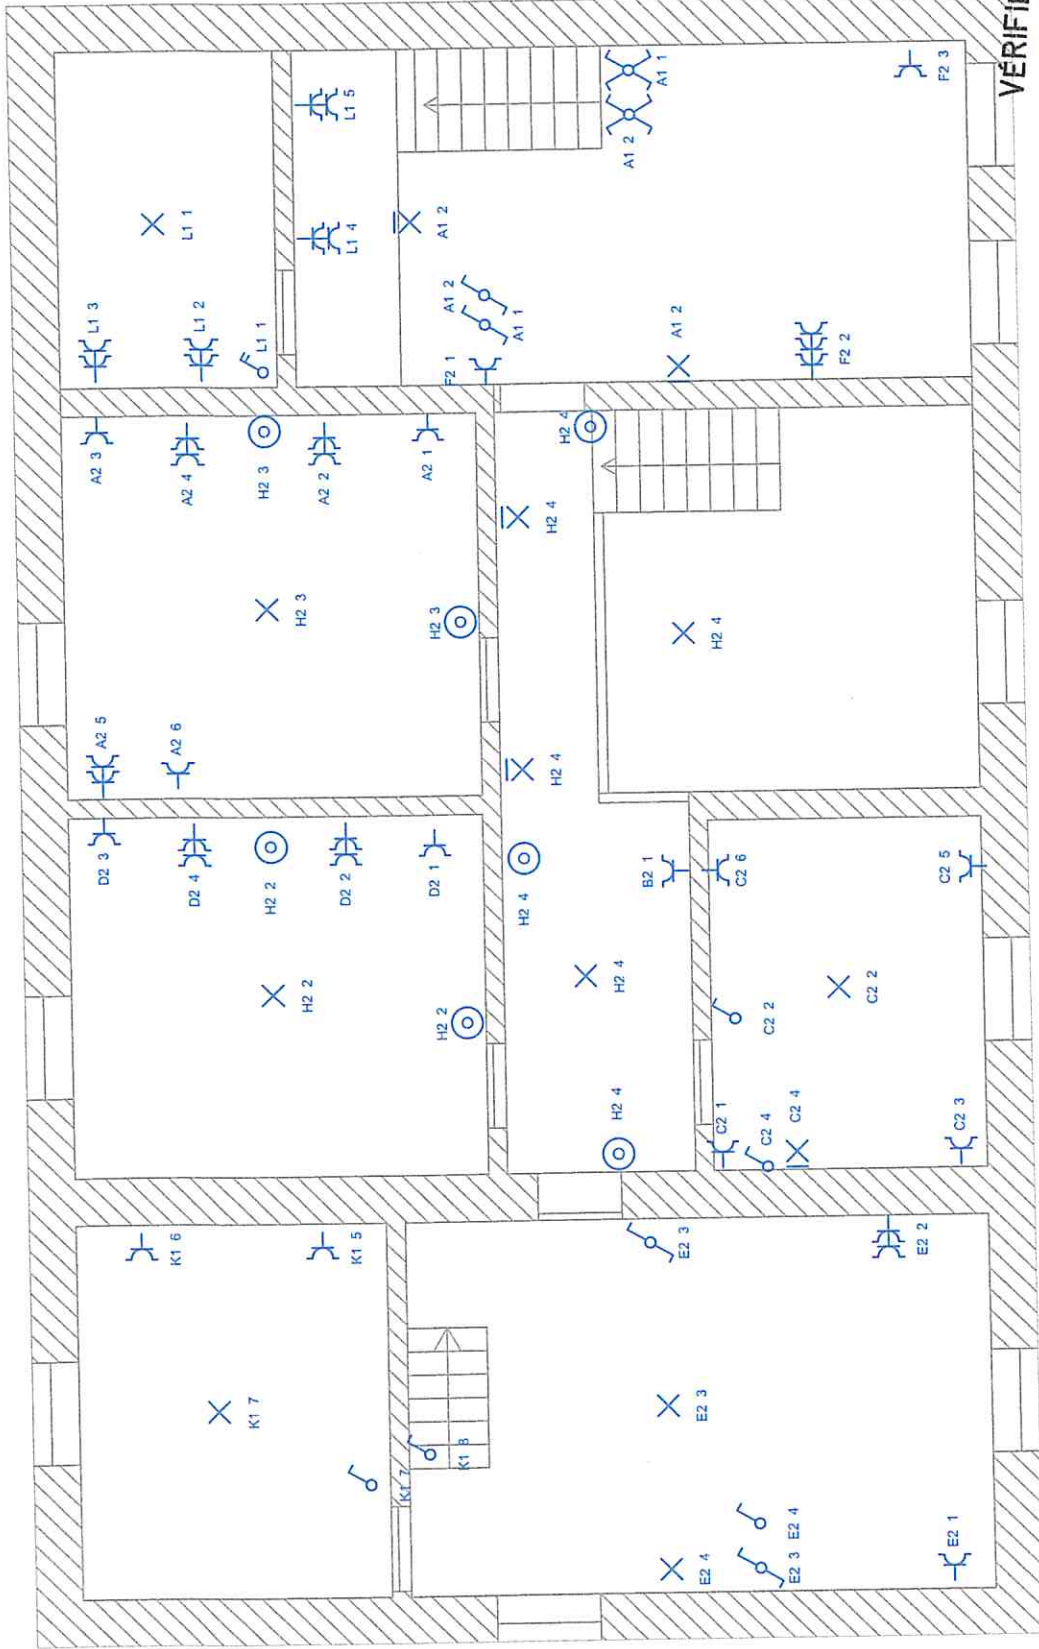 VÉRIFI
L1 5
L1 1
L1 4
A1 1
A1 2
F2 3
A1 2
L1 3
L1 2
L1 1
A1 2
A1 1
F2 1
A1 2
F2 2
A2 3
A2 4
H2 3
A2 2
A2 1
H2 4
H2 4
H2 3
H2 3
H2 4
A2 5
A2 6
H2 4
D2 3
D2 4
H2 2
D2 2
D2 1
H2 4
B2 1
C2 6
C2 5
H2 2
H2 2
H2 4
C2 2
C2 2
H2 4
C2 1
C2 4
C2 4
C2 3
K1 6
K1 5
E2 3
E2 2
K1 7
K1 7
K1 8
E2 3
E2 4
E2 4
E2 3
E2 1